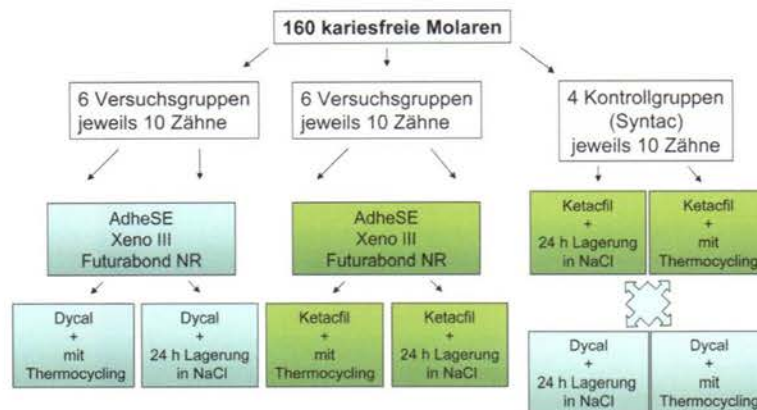 160 kariesfreie Molaren
6 Versuchsgruppen
jeweils 10 Zähne
6 Versuchsgruppen
jeweils 10 Zähne
4 Kontrollgruppen
(Syntac)
jeweils 10 Zähne
AdheSE
Xeno III
Futurabond NR
AdheSE
Xeno III
Futurabond NR
Ketacfil
+
24 h Lagerung
in NaCl
Ketacfil
+
mit
Thermocycling
Dycal
+
mit
Thermocycling
Dycal
+
24 h Lagerung
in NaCl
Ketacfil
+
mit
Thermocycling
Ketacfil
+
24 h Lagerung
in NaCl
Dycal
+
24 h Lagerung
in NaCl
Dycal
+
mit
Thermocycling